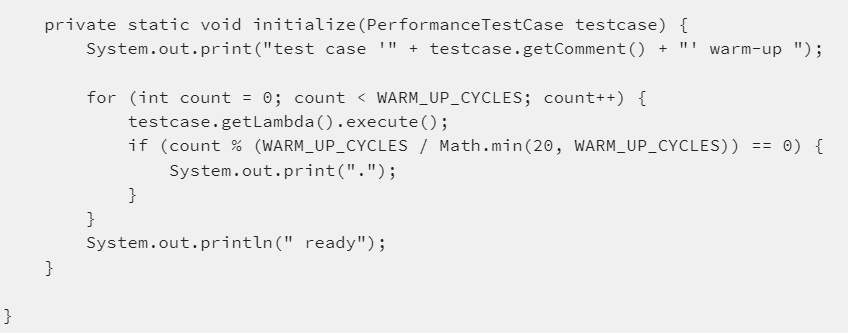 private static void initialize(PerformanceTestCase testcase) {
        System.out.print("test case '" + testcase.getComment() + "' warm-up ");

        for (int count = 0; count < WARM_UP_CYCLES; count++) {
            testcase.getLambda().execute();
            if (count % (WARM_UP_CYCLES / Math.min(20, WARM_UP_CYCLES)) == 0) {
                System.out.print(".");
            }
        }
        System.out.println(" ready");
    }

}